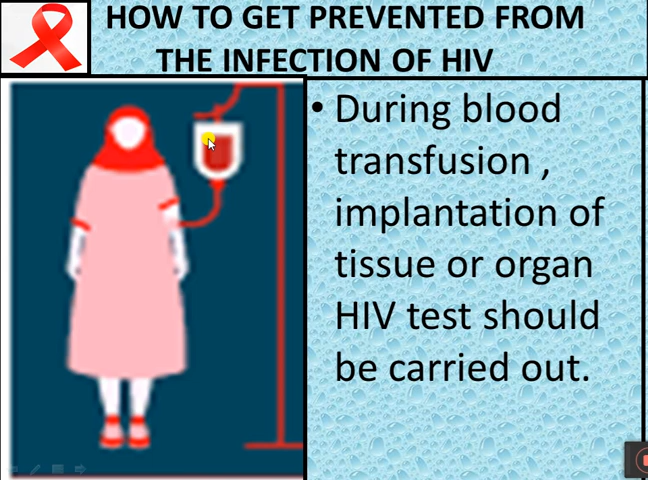 HOW TO GET PREVENTED FROM
THE INFECTION OF HIV
• During blood
transfusion ,
implantation of
tissue or organ
HIV test should
be carried out.